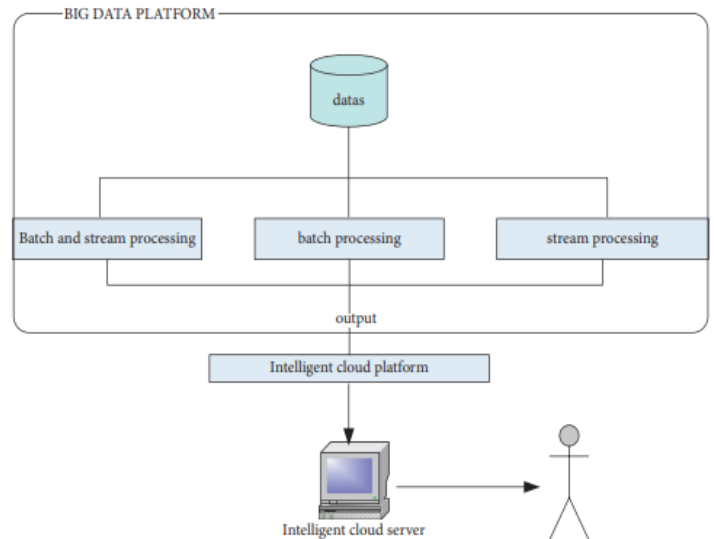 BIG DATA PLATFORM
datas
Batch and stream processing
batch processing
stream processing
output
Intelligent cloud platform
Intelligent cloud server